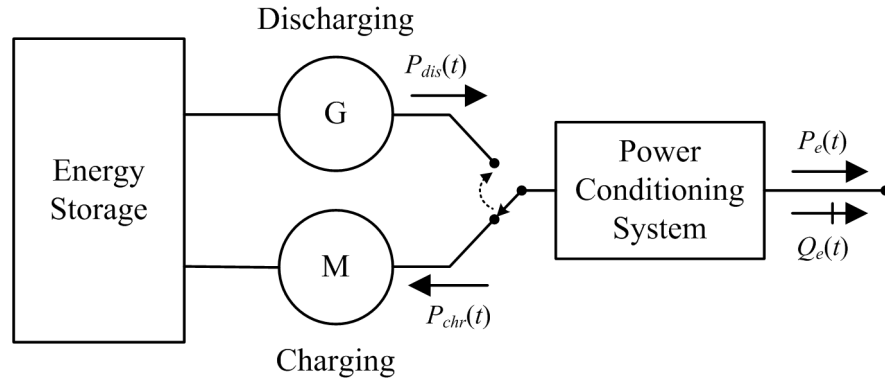 Discharging
P_dis(t)
G
Energy
Storage
Power
Conditioning
System
P_e(t)
Q_e(t)
M
P_chr(t)
Charging